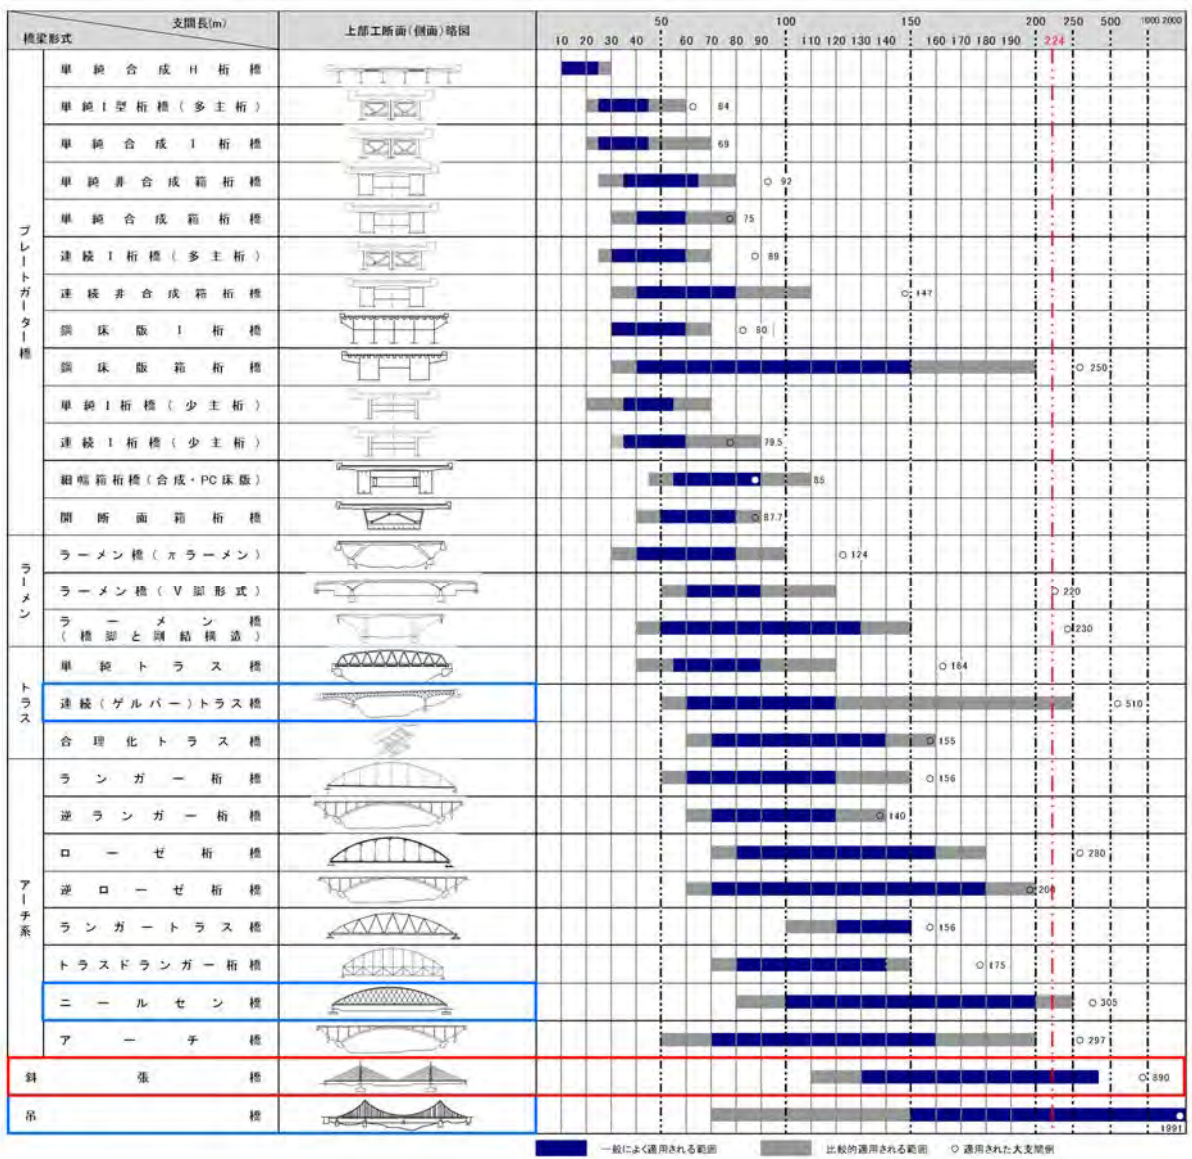 支間長(m)
橋梁形式
上部工断面(側面)略図
50 100 150 200 250 500 1000 2000
10 20 30 40 60 70 80 90 110 120 130 140 160 170 180 190 224
プレートガーター橋
単純合成H桁橋
単純I型桁橋(多主桁) 84
単純合成I桁橋 69
単純非合成箱桁橋 92
単純合成箱桁橋 75
連続I桁橋(多主桁) 89
連続非合成箱桁橋 147
鋼床版I桁橋 80
鋼床版箱桁橋 250
単純I桁橋(少主桁)
連続I桁橋(少主桁) 79.5
細幅箱桁橋(合成・PC床版) 85
開断面箱桁橋 87.7
ラーメン
ラーメン橋(πラーメン) 124
ラーメン橋(V脚形式) 220
ラーメン橋
(橋脚と剛結構造) 230
トラス
単純トラス橋 164
連続(ゲルバー)トラス橋 510
合理化トラス橋 155
アーチ系
ランガー桁橋 156
逆ランガー桁橋 140
ローゼ桁橋 280
逆ローゼ桁橋 200
ランガートラス橋 156
トラスドランガー桁橋 175
ニールセン橋 305
アーチ橋 297
斜張橋 890
吊橋 1991
一般によく適用される範囲 比較的適用される範囲 適用された大支間例